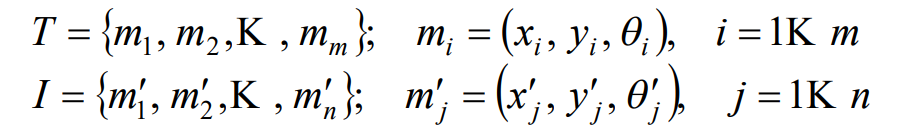 T = {m₁, m₂,K , mₘ}; mᵢ = (xᵢ, yᵢ, θᵢ), i = 1K m
I = {m′₁, m′₂,K , m′ₙ}; m′ⱼ = (x′ⱼ, y′ⱼ, θ′ⱼ), j = 1K n